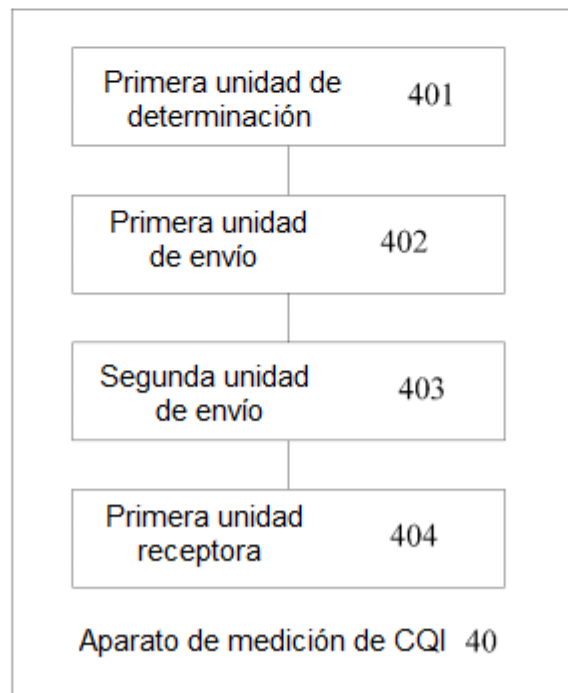 Primera unidad de
determinación 401
Primera unidad
de envío 402
Segunda unidad
de envío 403
Primera unidad
receptora 404
Aparato de medición de CQI 40